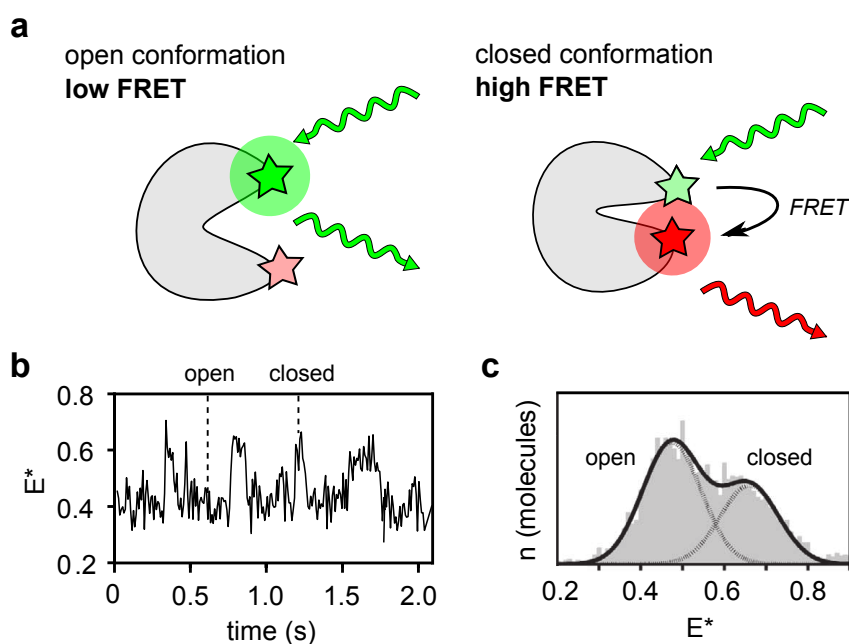 a
open conformation
low FRET
closed conformation
high FRET
FRET
b
open closed
0.8
0.6
0.4
0.2
E*
0 0.5 1.0 1.5 2.0
time (s)
c
n (molecules)
open closed
0.2 0.4 0.6 0.8
E*